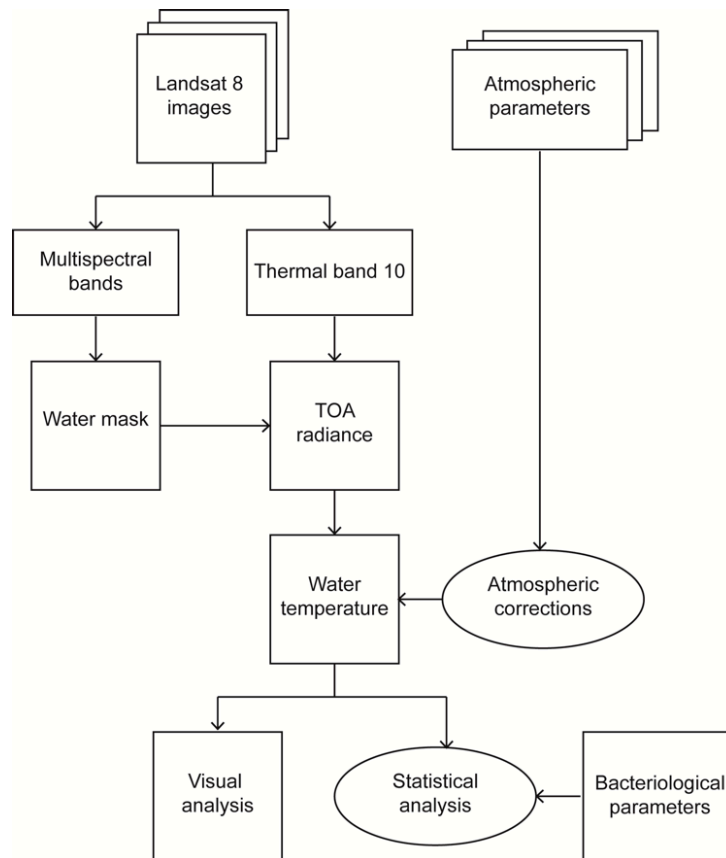 Landsat 8
images
Atmospheric
parameters
Multispectral
bands
Thermal band 10
Water mask
TOA
radiance
Water
temperature
Atmospheric
corrections
Visual
analysis
Statistical
analysis
Bacteriological
parameters